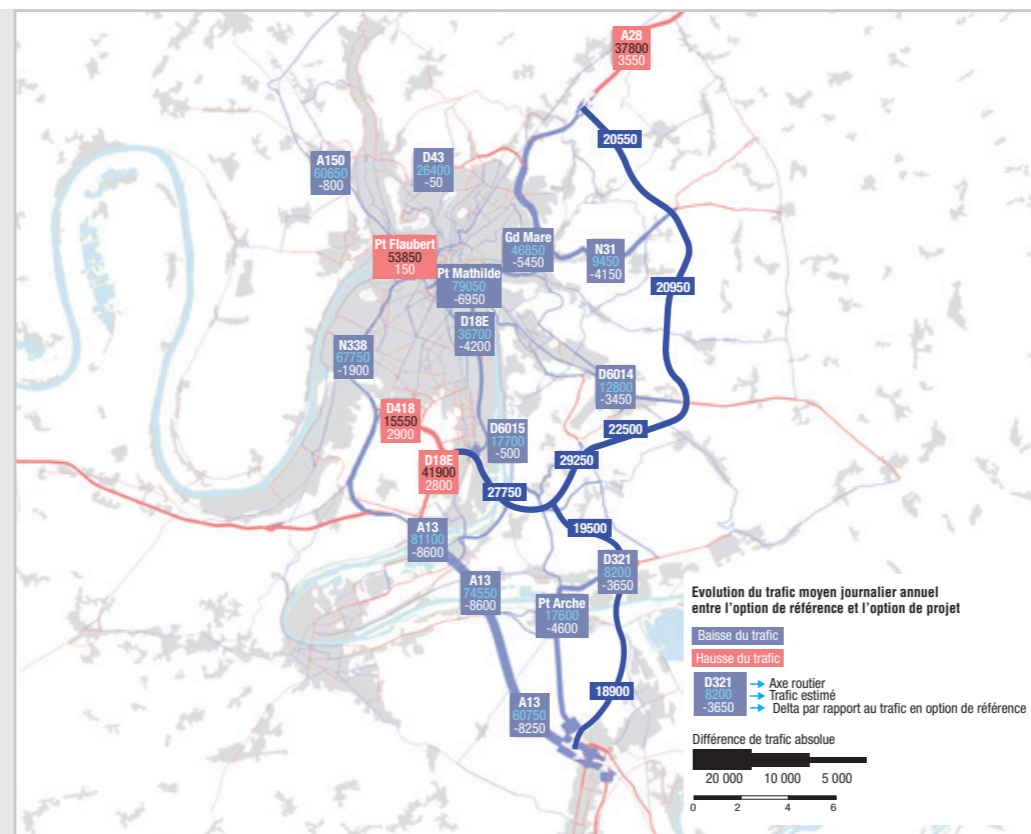 A28
37800
3550
20550
A150
60650
-800
D43
26400
-50
Pt Flaubert
53850
150
Gd Mare
46850
-5450
N31
9450
-4150
Pt Mathilde
79050
-6950
20950
D18E
36700
-4200
N338
67750
-1900
D6014
12800
-3450
D418
15550
2900
D6015
17700
-500
22500
D18E
41900
2800
29250
27750
19500
A13
81100
-8600
D321
8200
-3650
A13
74550
-8600
Pt Arche
17600
-4600
18900
A13
60750
-8250
Evolution du trafic moyen journalier annuel
entre l'option de référence et l'option de projet
Baisse du trafic
Hausse du trafic
D321 Axe routier
8200 Trafic estimé
-3650 Delta par rapport au trafic en option de référence
Différence de trafic absolue
20 000 10 000 5 000
0 2 4 6